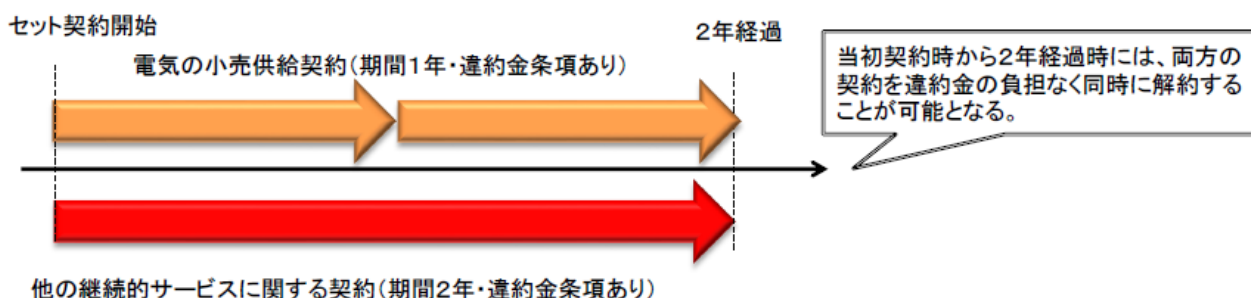 セット契約開始
2年経過
電気の小売供給契約(期間1年・違約金条項あり)
当初契約時から2年経過時には、両方の
契約を違約金の負担なく同時に解約する
ことが可能となる。
他の継続的サービスに関する契約(期間2年・違約金条項あり)